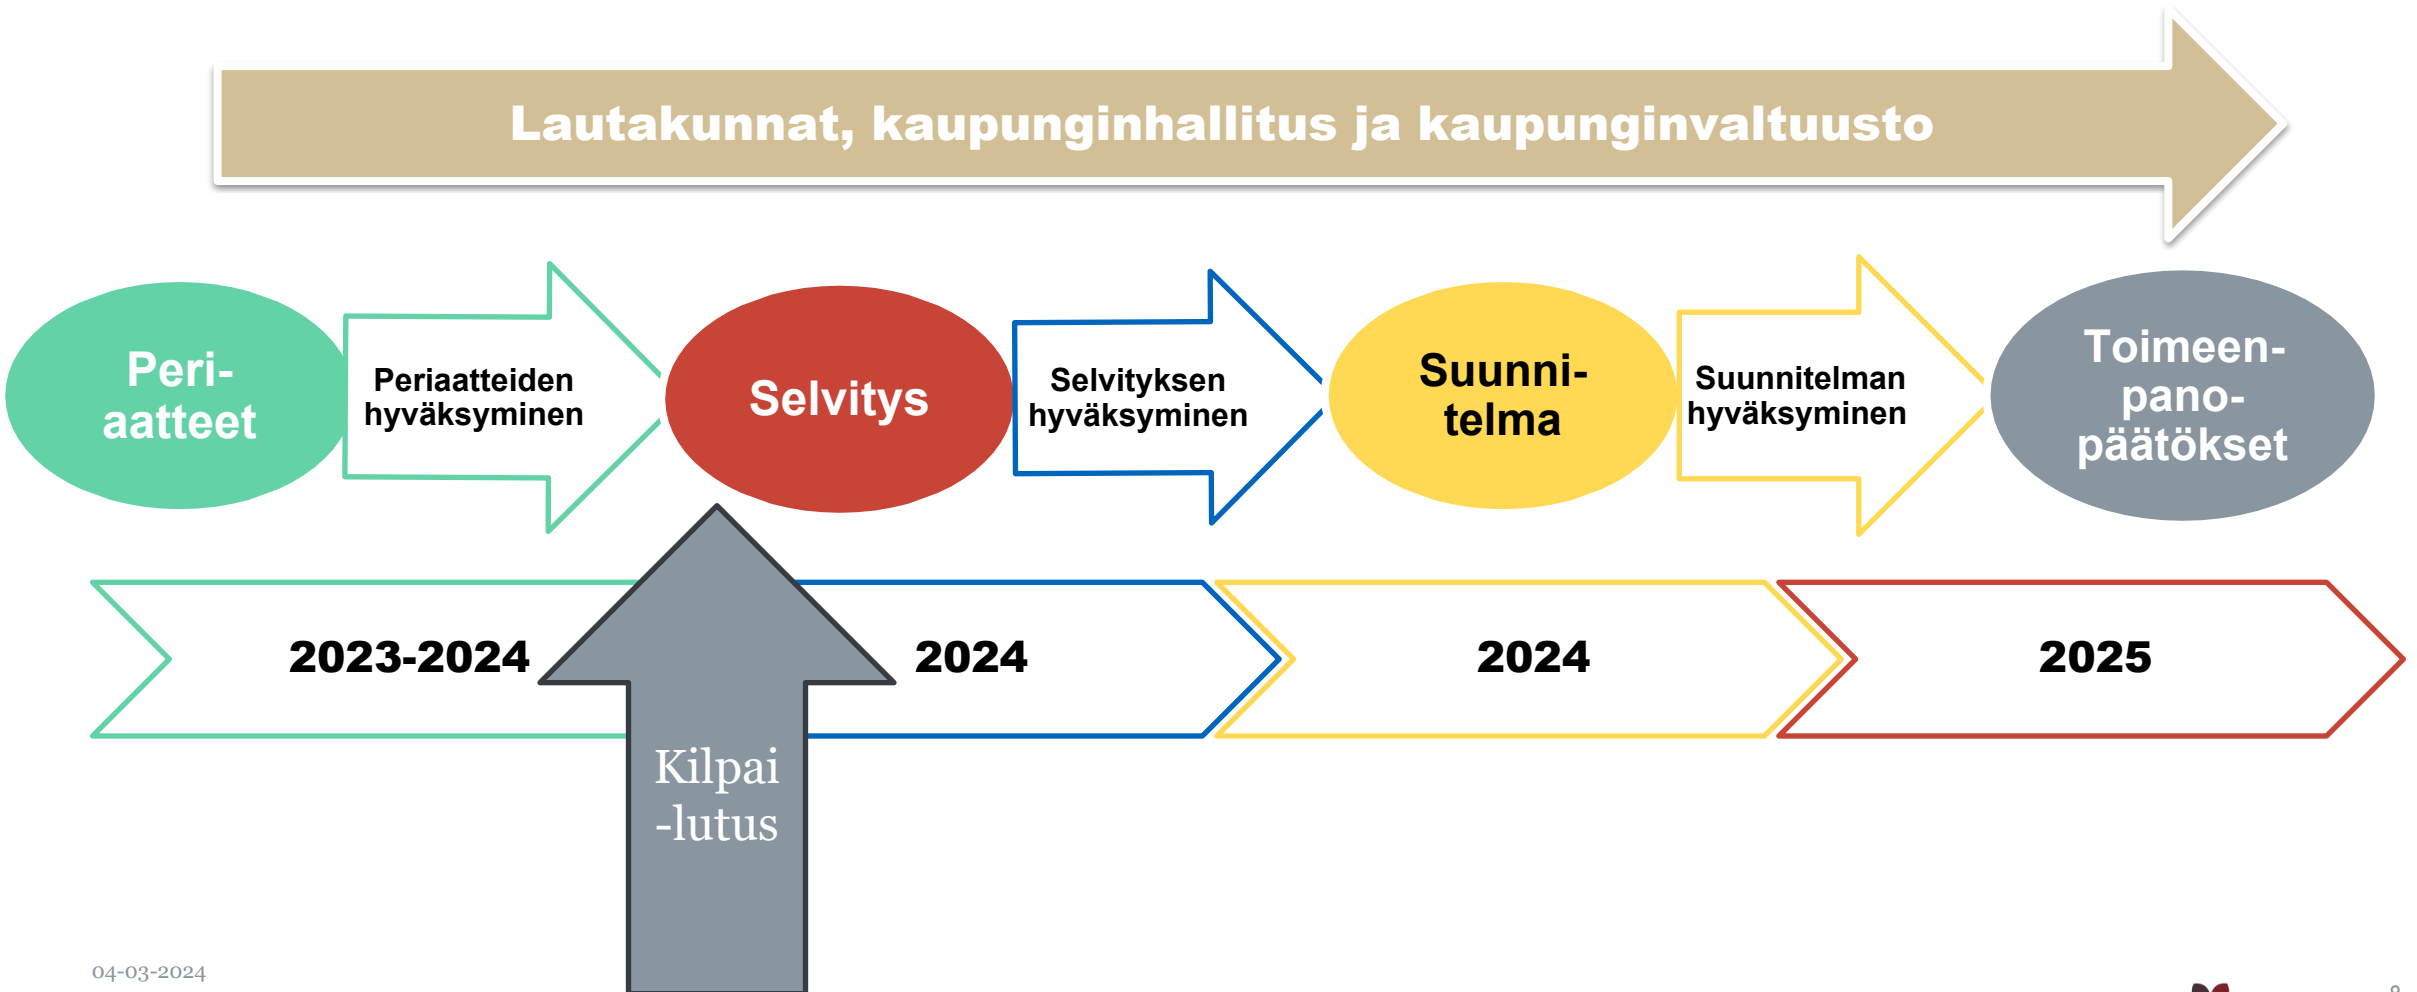 Lautakunnat, kaupunginhallitus ja kaupunginvaltuusto
Peri-
aatteet
Periaatteiden
hyväksyminen
Selvitys
Selvityksen
hyväksyminen
Suunni-
telma
Suunnitelman
hyväksyminen
Toimeen-
pano-
päätökset
2023-2024
2024
2024
2025
Kilpai
-lutus
04-03-2024